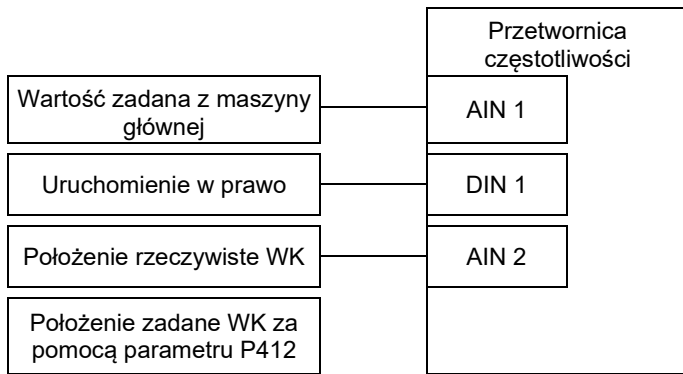 Przetwornica
częstotliwości
Wartość zadana z maszyny
głównej
AIN 1
Uruchomienie w prawo
DIN 1
Położenie rzeczywiste WK
AIN 2
Położenie zadane WK za
pomocą parametru P412